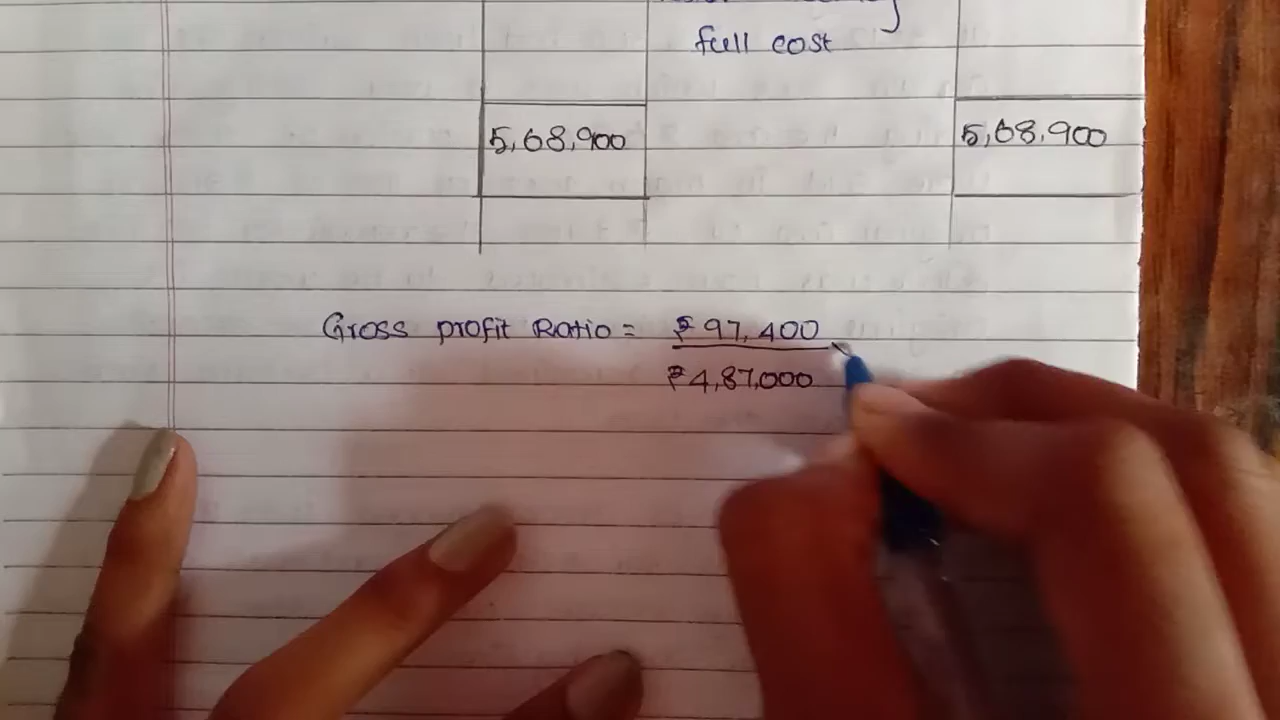 full cost
5,68,900 5,68,900
Gross profit Ratio = ₹97,400
₹4,87,000